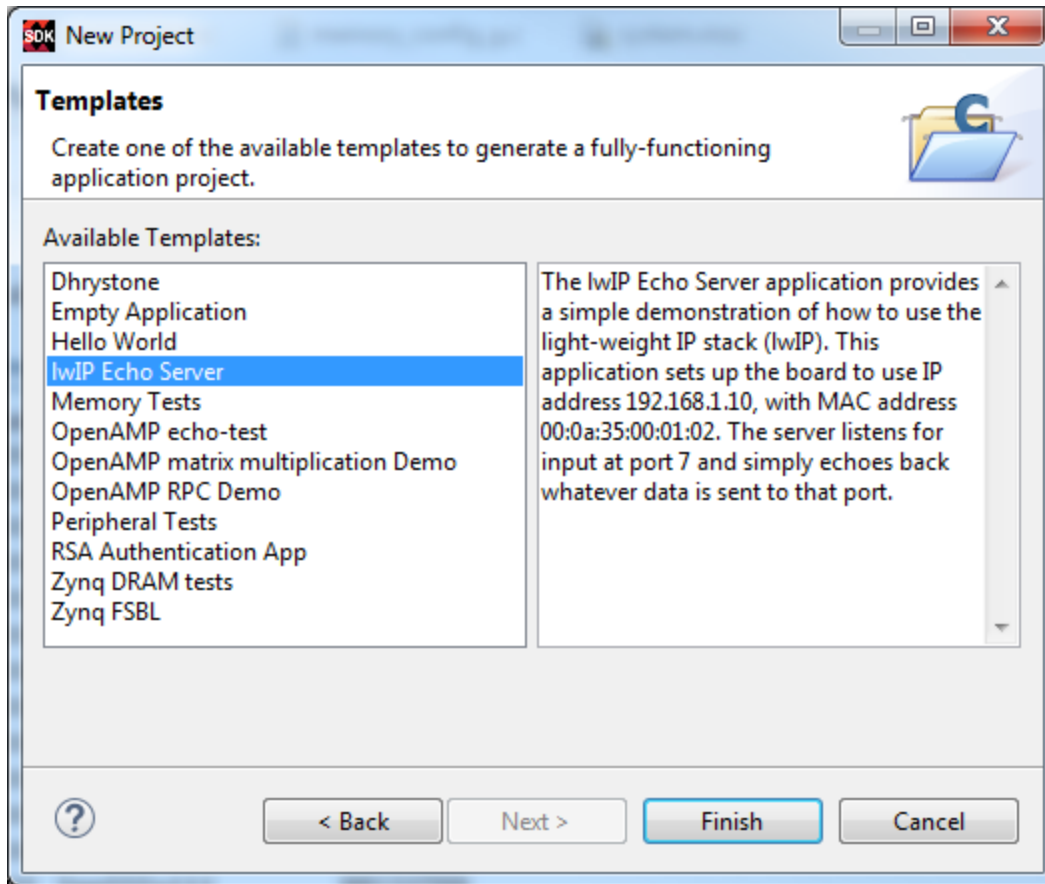 SDK New Project
Templates
Create one of the available templates to generate a fully-functioning
application project.
Available Templates:
Dhrystone
Empty Application
Hello World
lwIP Echo Server
Memory Tests
OpenAMP echo-test
OpenAMP matrix multiplication Demo
OpenAMP RPC Demo
Peripheral Tests
RSA Authentication App
Zynq DRAM tests
Zynq FSBL
The lwIP Echo Server application provides
a simple demonstration of how to use the
light-weight IP stack (lwIP). This
application sets up the board to use IP
address 192.168.1.10, with MAC address
00:0a:35:00:01:02. The server listens for
input at port 7 and simply echoes back
whatever data is sent to that port.
< Back
Next >
Finish
Cancel